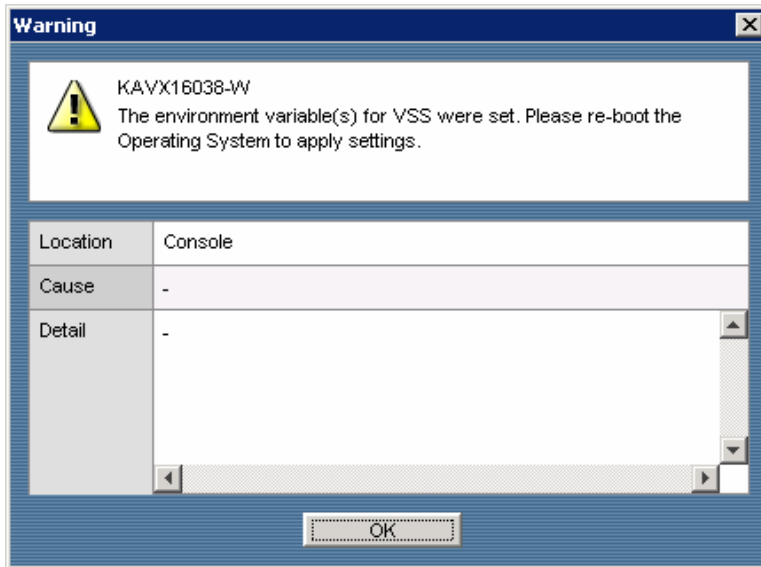 Warning
KAVX16038-W
The environment variable(s) for VSS were set. Please re-boot the
Operating System to apply settings.
Location Console
Cause -
Detail -
OK